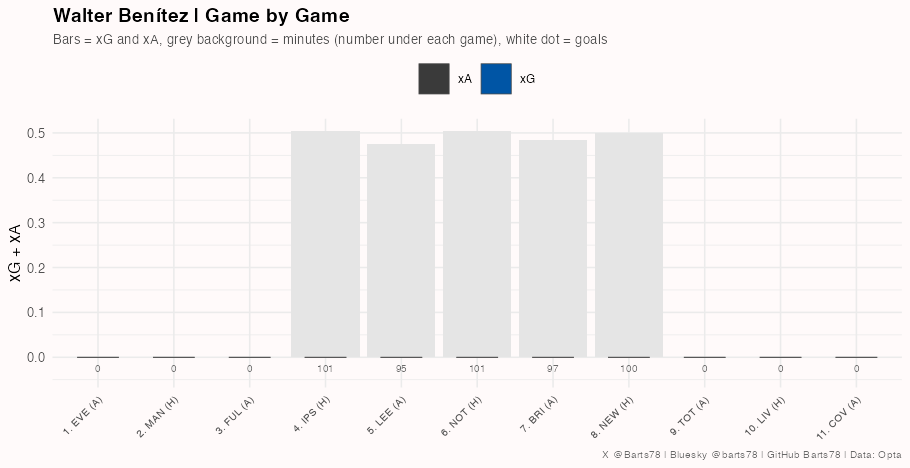 Walter Benítez | Game by Game
Bars = xG and xA, grey background = minutes (number under each game), white dot = goals
xA xG
xG + xA
0.5
0.4
0.3
0.2
0.1
0.0
0 0 0 101 95 101 97 100 0 0 0
1. EVE (A) 2. MAN (H) 3. FUL (A) 4. IPS (H) 5. LEE (A) 6. NOT (H) 7. BRI (A) 8. NEW (H) 9. TOT (A) 10. LIV (H) 11. COV (A)
X @Barts78 | Bluesky @barts78 | GitHub Barts78 | Data: Opta